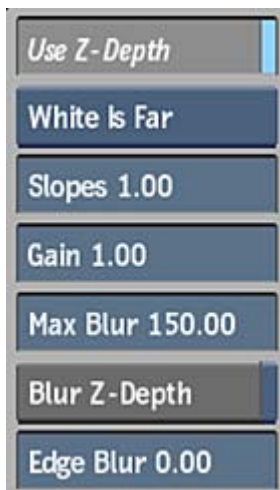 Use Z-Depth
White Is Far
Slopes 1.00
Gain 1.00
Max Blur 150.00
Blur Z-Depth
Edge Blur 0.00